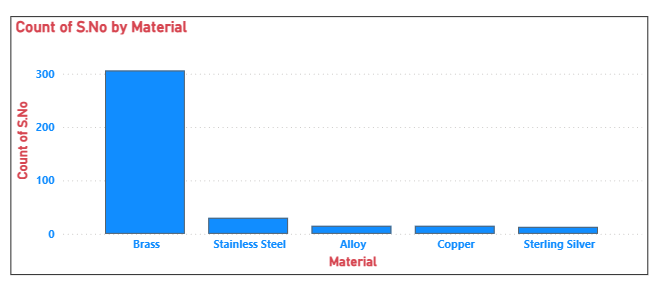 Count of S.No by Material
Count of S.No
300
200
100
0
Brass Stainless Steel Alloy Copper Sterling Silver
Material